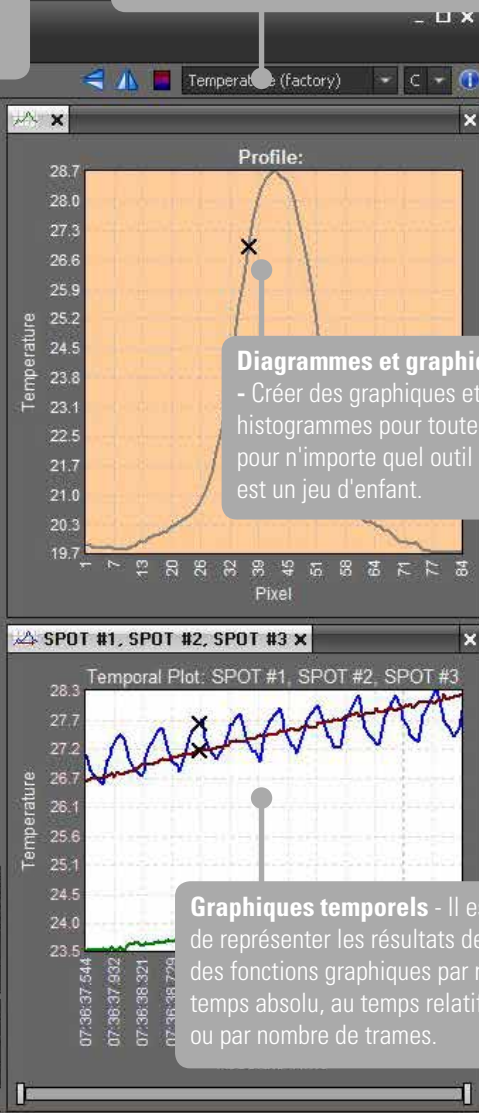 Temperat e (factory) C
Profile:
28.7
28.0
27.3
26.6
25.9
25.2
24.5
23.8
23.1
22.5
21.7
21.0
20.3
19.7
Temperature
1 7 13 20 26 32 39 45 51 58 64 71 77 84
Pixel
Diagrammes et graphi
- Créer des graphiques et
histogrammes pour toute
pour n'importe quel outil
est un jeu d'enfant.
SPOT #1, SPOT #2, SPOT #3
Temporal Plot: SPOT #1, SPOT #2, SPOT #3
28.3
27.7
27.2
26.7
26.1
25.6
25.1
24.5
24.0
23.5
Temperature
07:36:37.544
07:36:37.932
07:36:38.321
Graphiques temporels - Il es
de représenter les résultats de
des fonctions graphiques par
temps absolu, au temps relatif
ou par nombre de trames.